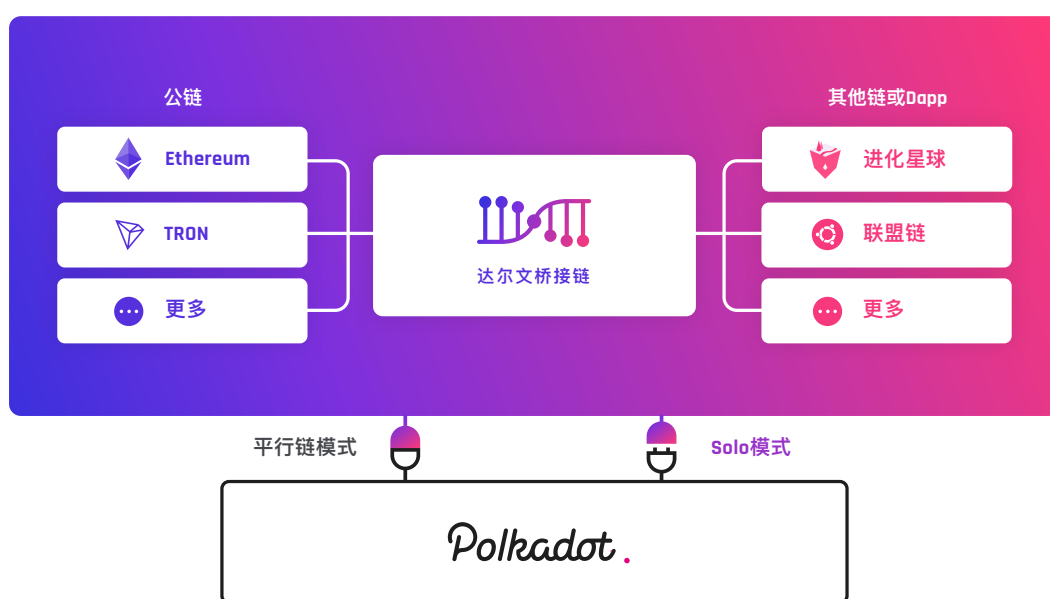 公链
Ethereum
TRON
更多
达尔文桥接链
其他链或Dapp
进化星球
联盟链
更多
平行链模式
Solo模式
Polkadot.